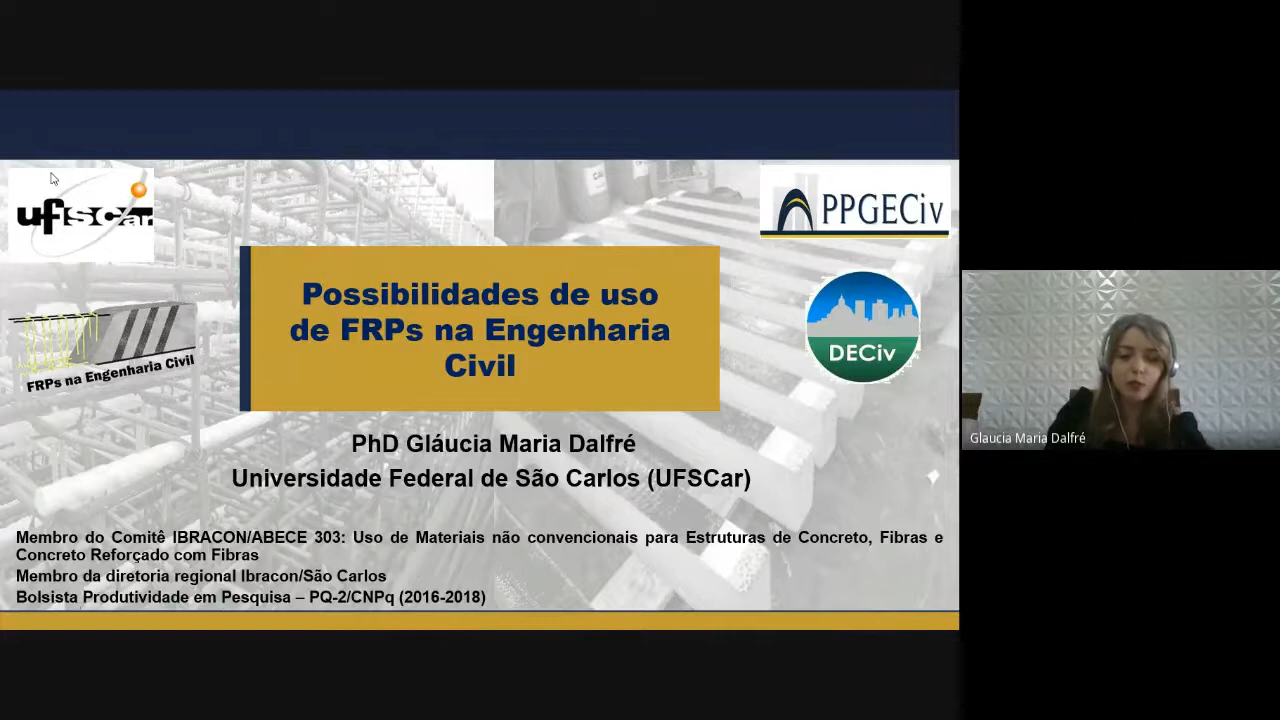 ufscar
PPGECiv
Possibilidades de uso
de FRPs na Engenharia
Civil
DECiv
FRPs na Engenharia Civil
PhD Gláucia Maria Dalfré
Universidade Federal de São Carlos (UFSCar)
Glaucia Maria Dalfré
Membro do Comitê IBRACON/ABECE 303: Uso de Materiais não convencionais para Estruturas de Concreto, Fibras e
Concreto Reforçado com Fibras
Membro da diretoria regional Ibracon/São Carlos
Bolsista Produtividade em Pesquisa – PQ-2/CNPq (2016-2018)